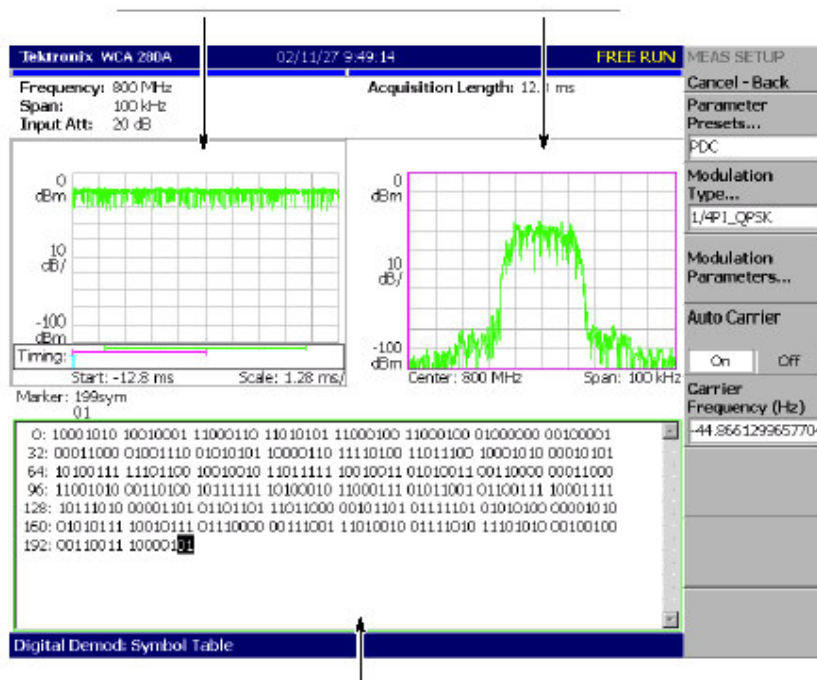 Tektronix WCA 280A 02/11/27 9:49:14 FREE RUN
MEAS SETUP
Frequency: 800 MHz
Span: 100 kHz
Input Att: 20 dB
Acquisition Length: 12. ms
Cancel - Back
Parameter
Presets...
PDC
Modulation
Type...
1/4PI_QPSK
Modulation
Parameters...
Auto Carrier
On Off
Carrier
Frequency (Hz)
-44.8661299657704
0
dBm
10
dB/
-100
dBm
Timing:
Start: -12.8 ms Scale: 1.28 ms/
0
dBm
10
dB/
-100
dBm
Center: 800 MHz Span: 100 kHz
Marker: 199sym
01
0: 10001010 10010001 11000110 11010101 11000100 11000100 01000000 00100001
32: 00011000 01001110 01010101 10000110 11110100 11011100 10001010 00010101
64: 10100111 11101100 10010010 11011111 10010011 01010011 00110000 00011000
96: 11001010 00110100 10111111 10100010 11000111 01011001 01100111 10001111
128: 10111010 00001101 01101101 11011000 00101101 01111101 01010100 00001010
160: 01010111 10010111 01110000 00111001 11010010 01111010 11101010 00100100
192: 00110011 10000101
Digital Demod: Symbol Table